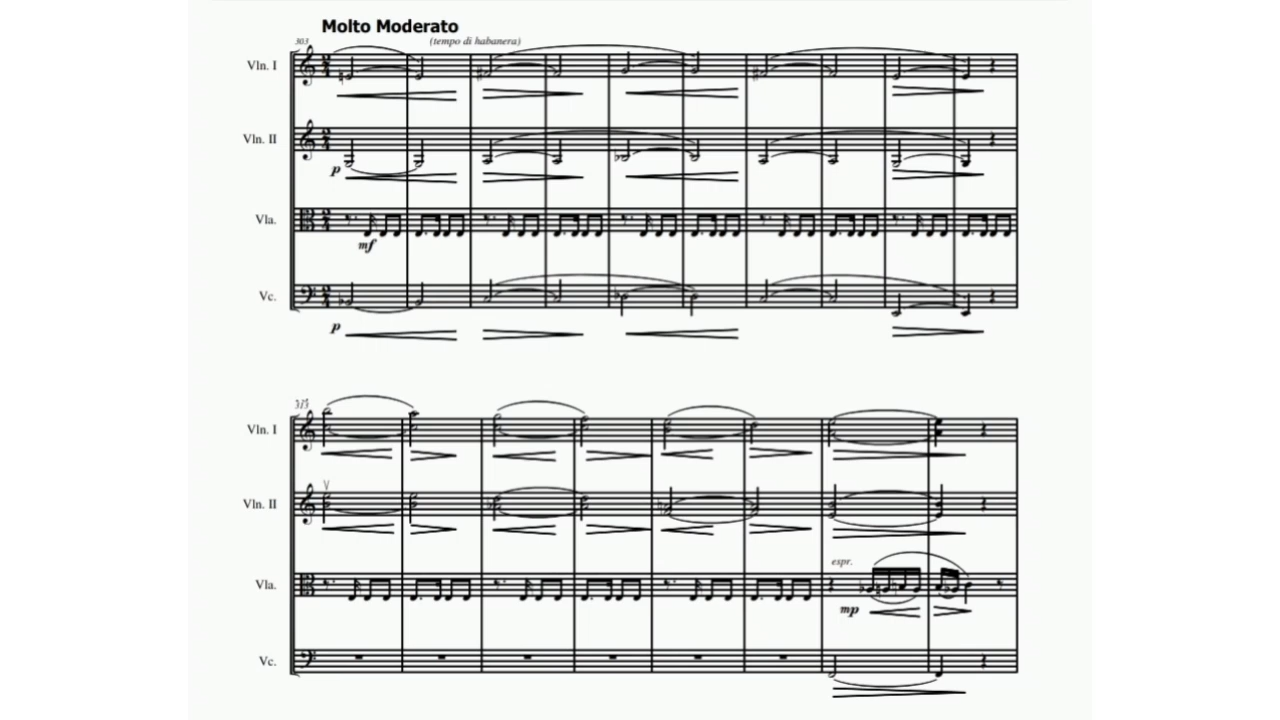 Molto Moderato
303
(tempo di habanera)
Vln. I
Vln. II
p
Vla.
mf
Vc.
p
313
Vln. I
Vln. II
Vla.
espr.
mp
Vc.